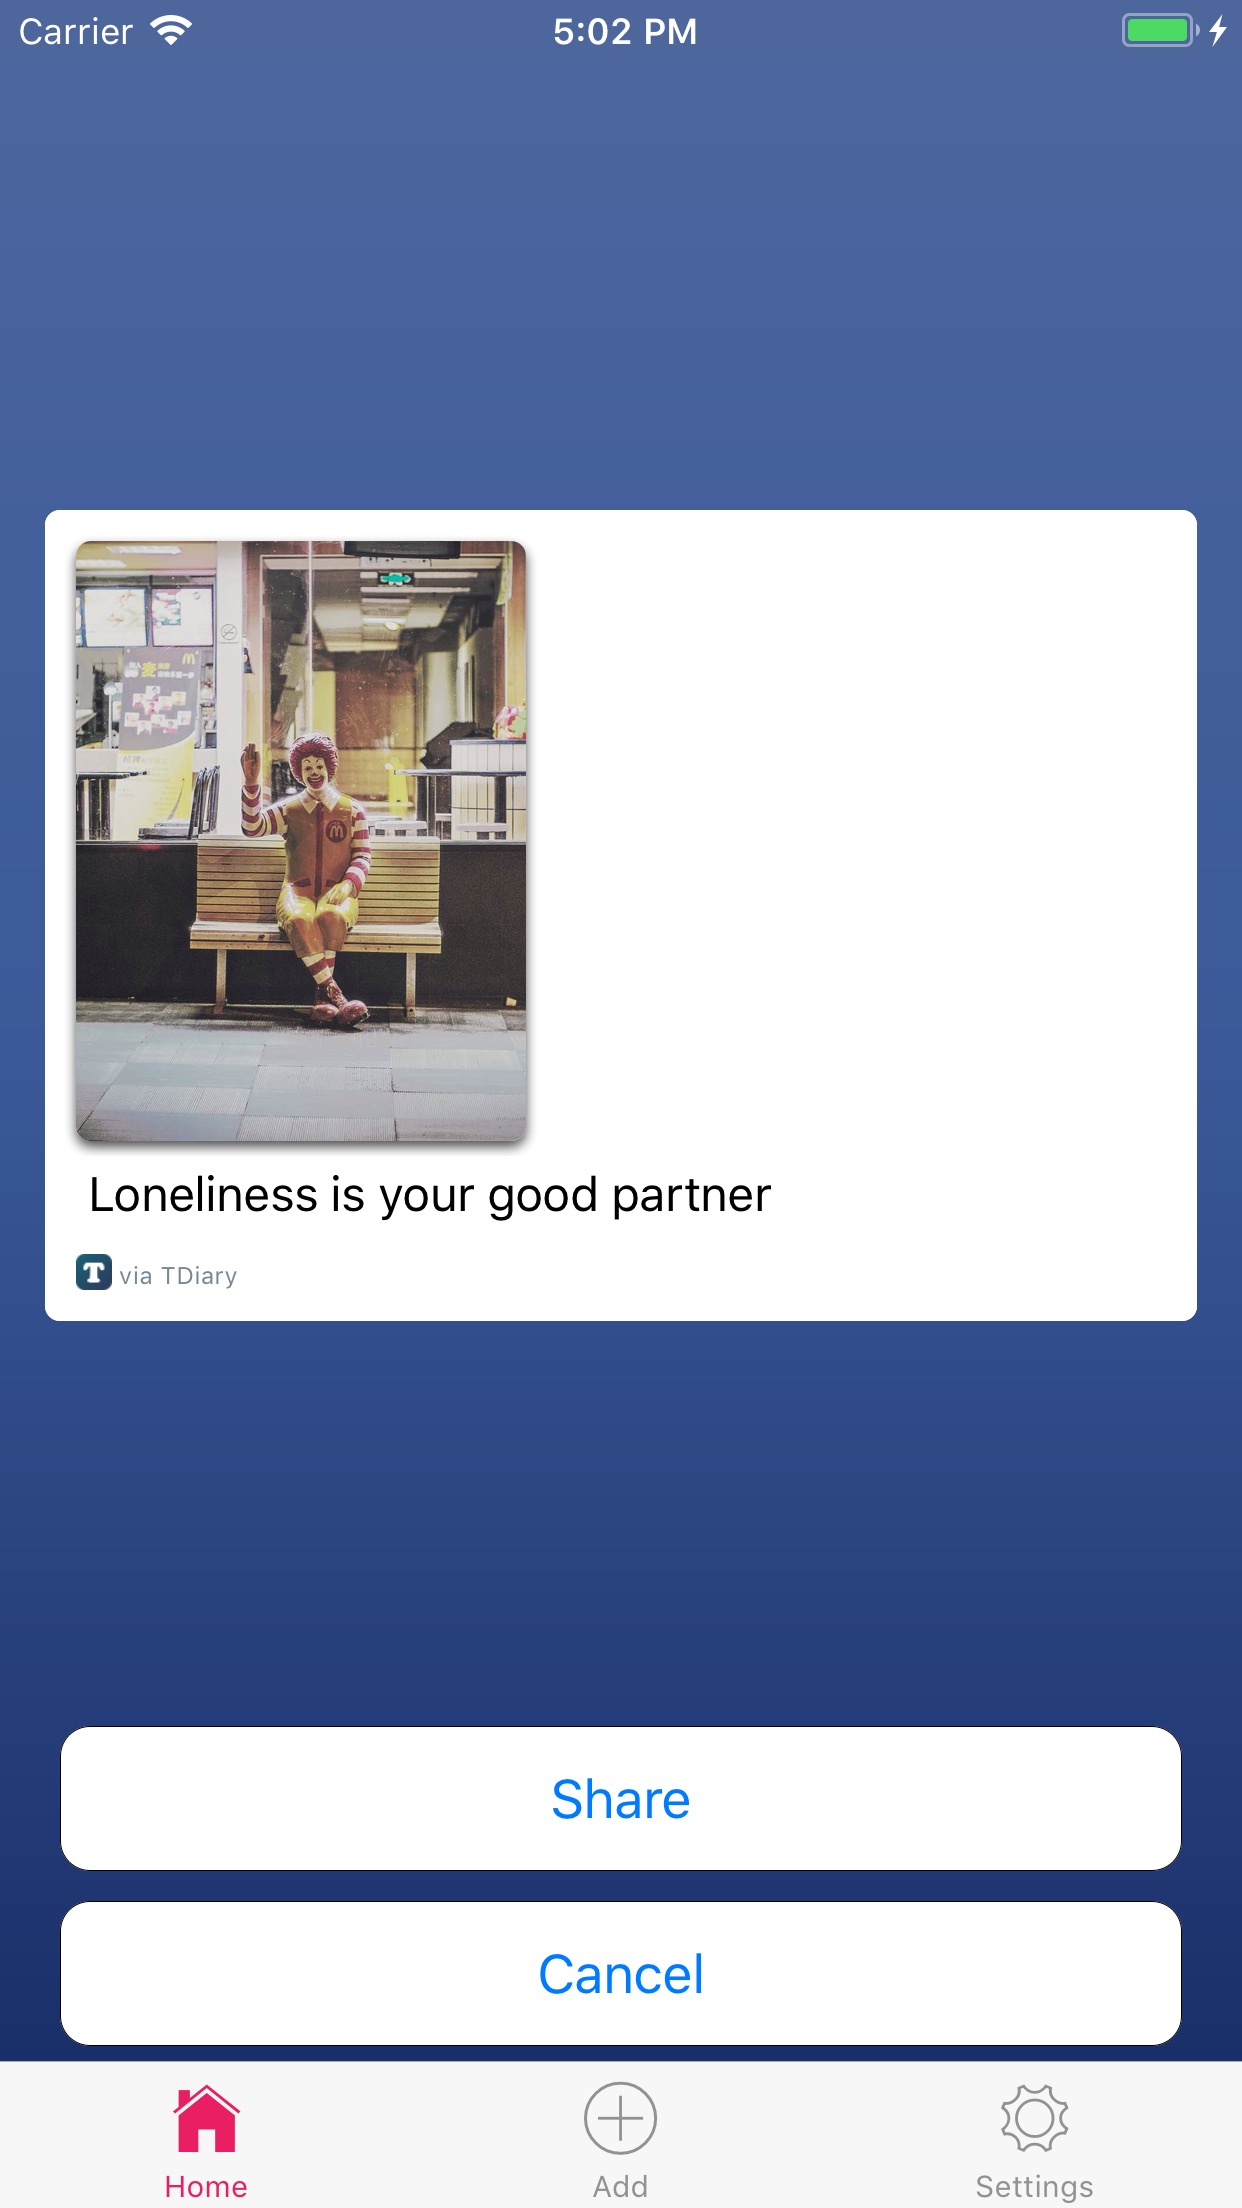 Carrier
5:02 PM
Loneliness is your good partner
T via TDiary
Share
Cancel
Home
Add
Settings